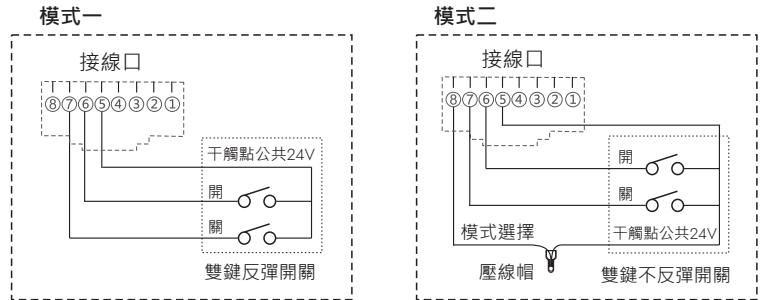 模式一
接線口
⑧⑦⑥⑤④③②①
干觸點公共24V
開
關
雙鍵反彈開關
模式二
接線口
⑧⑦⑥⑤④③②①
開
關
模式選擇
干觸點公共24V
壓線帽
雙鍵不反彈開關